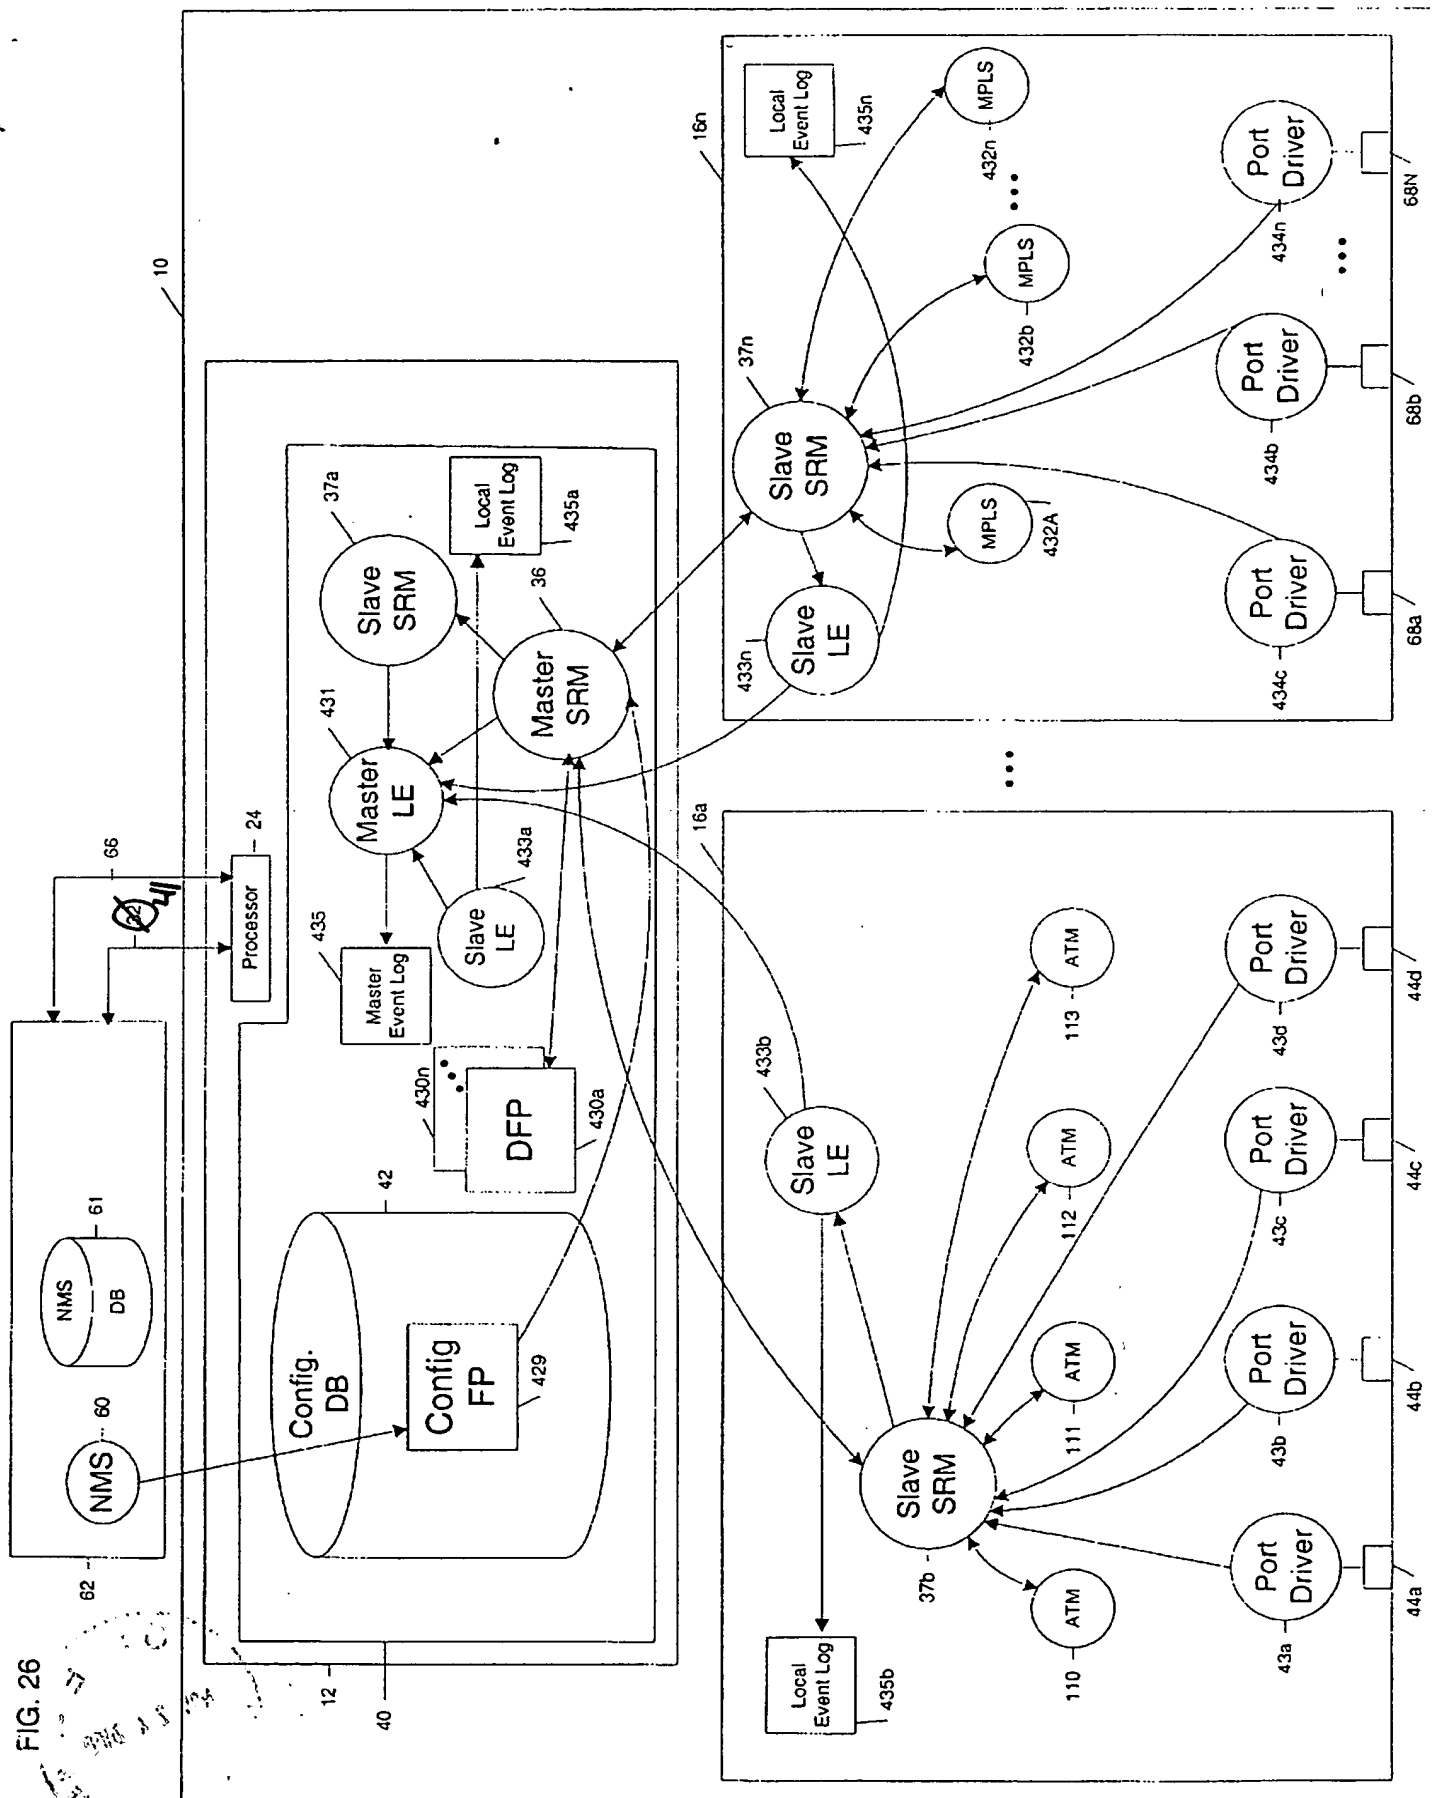 FIG. 26
62
NMS
60
NMS
DB
61
41
66
10
12
40
Processor
24
Config.
DB
42
Config
FP
429
DFP
430a
430n
Master
Event Log
435
Slave
LE
433a
Master
LE
431
Slave
SRM
37a
Master
SRM
36
Local
Event Log
435a
16a
Local
Event Log
435b
Slave
LE
433b
Slave
SRM
37b
ATM
110
ATM
111
ATM
112
ATM
113
Port
Driver
43a
Port
Driver
43b
Port
Driver
43c
Port
Driver
43d
44a
44b
44c
44d
16n
Slave
LE
433n
Slave
SRM
37n
Local
Event Log
435n
MPLS
432A
MPLS
432b
MPLS
432n
Port
Driver
434c
Port
Driver
434b
Port
Driver
434n
68a
68b
68N